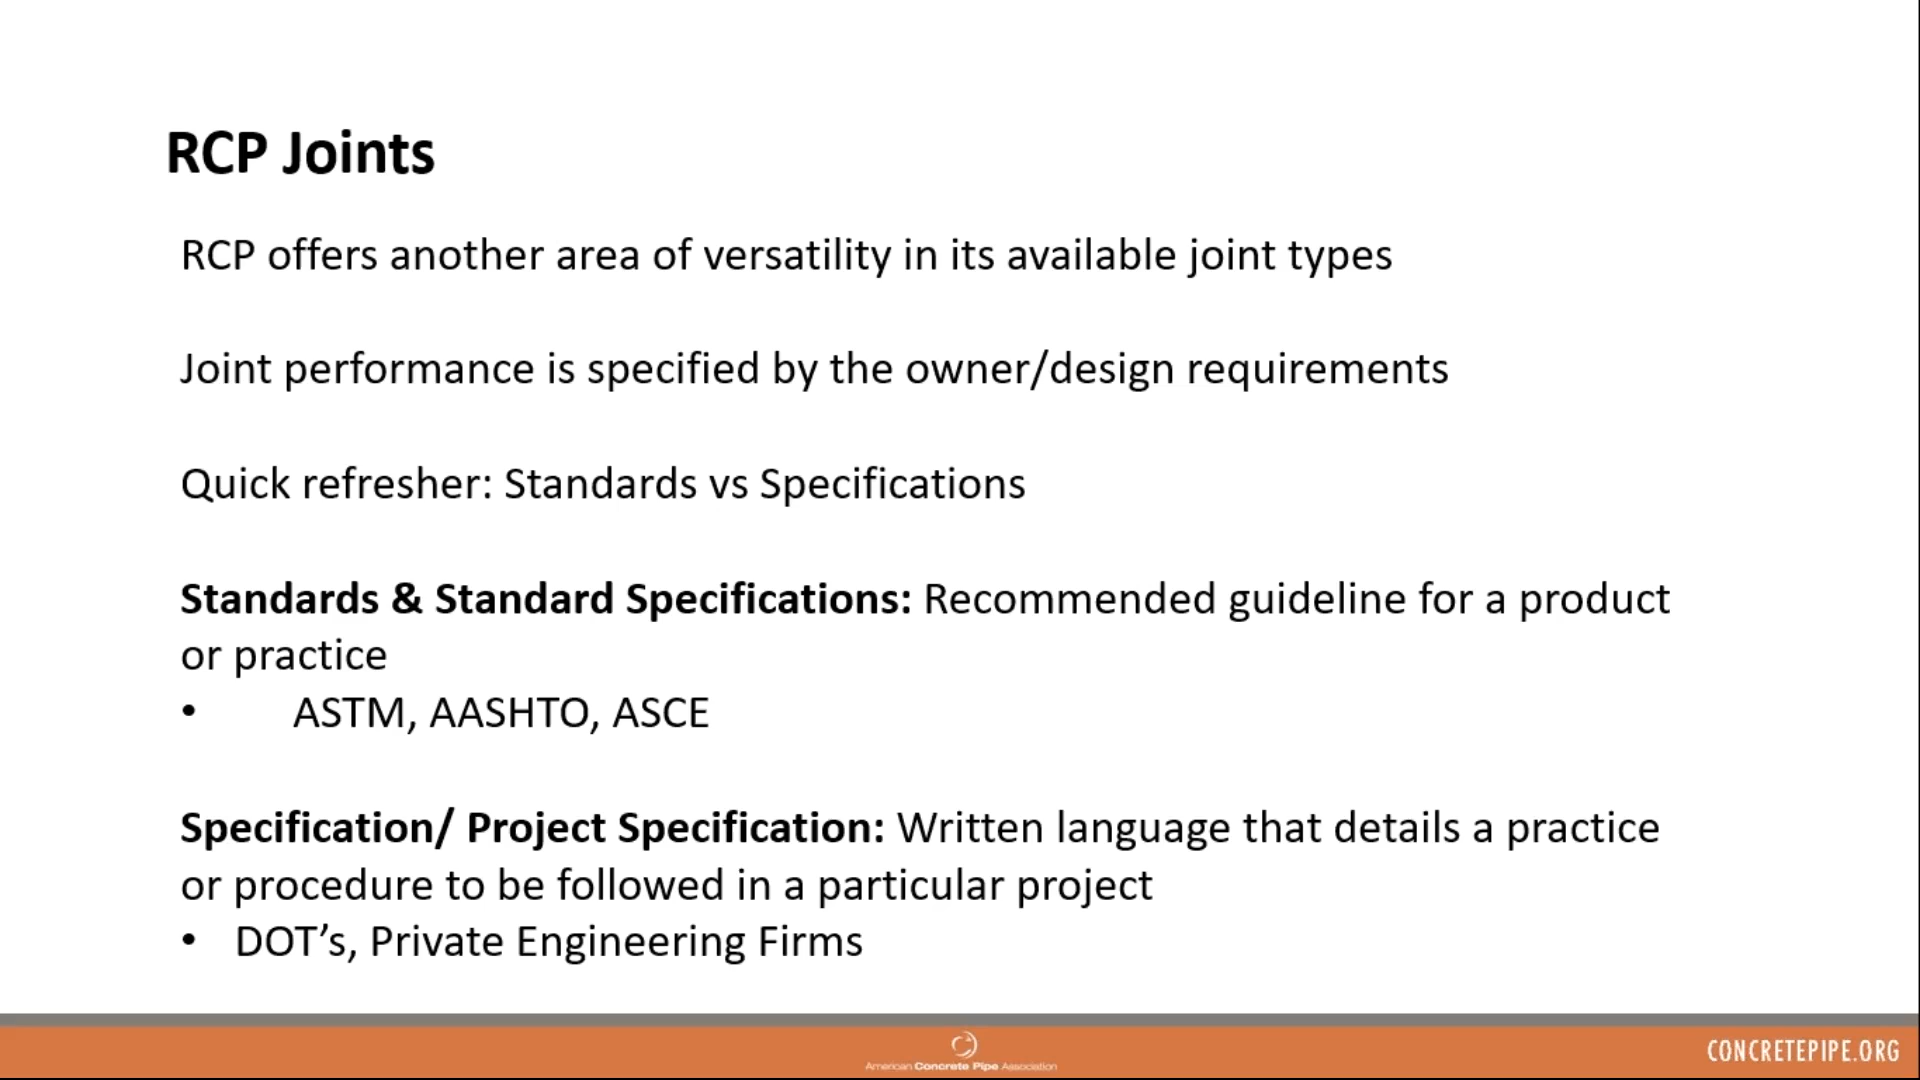 RCP Joints
RCP offers another area of versatility in its available joint types
Joint performance is specified by the owner/design requirements
Quick refresher: Standards vs Specifications
Standards & Standard Specifications: Recommended guideline for a product
or practice
• ASTM, AASHTO, ASCE
Specification/ Project Specification: Written language that details a practice
or procedure to be followed in a particular project
• DOT’s, Private Engineering Firms
American Concrete Pipe Association
CONCRETEPIPE.ORG